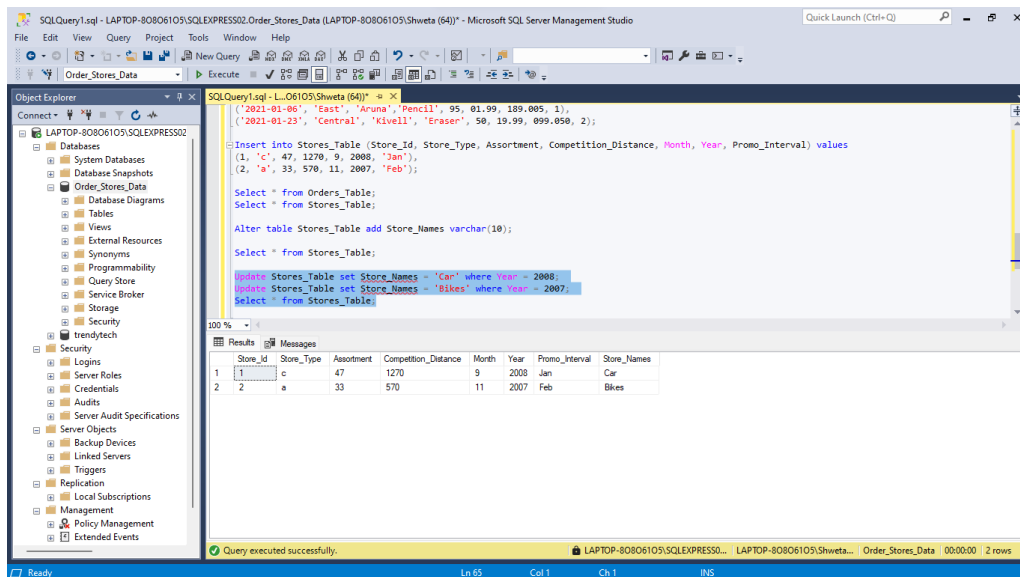 SQLQuery1.sql - LAPTOP-8O8O61O5\SQLEXPRESS02.Order_Stores_Data (LAPTOP-8O8O61O5\Shweta (64))* - Microsoft SQL Server Management Studio
Quick Launch (Ctrl+Q)
File Edit View Query Project Tools Window Help
New Query
Order_Stores_Data
Execute
Object Explorer
SQLQuery1.sql - L...O61O5\Shweta (64))*
Connect
LAPTOP-8O8O61O5\SQLEXPRESS02
Databases
System Databases
Database Snapshots
Order_Stores_Data
Database Diagrams
Tables
Views
External Resources
Synonyms
Programmability
Query Store
Service Broker
Storage
Security
trendytech
Security
Logins
Server Roles
Credentials
Audits
Server Audit Specifications
Server Objects
Backup Devices
Linked Servers
Triggers
Replication
Local Subscriptions
Management
Policy Management
Extended Events
('2021-01-06', 'East', 'Aruna','Pencil', 95, 01.99, 189.005, 1),
('2021-01-23', 'Central', 'Kivell', 'Eraser', 50, 19.99, 099.050, 2);
Insert into Stores_Table (Store_Id, Store_Type, Assortment, Competition_Distance, Month, Year, Promo_Interval) values
(1, 'c', 47, 1270, 9, 2008, 'Jan'),
(2, 'a', 33, 570, 11, 2007, 'Feb');
Select * from Orders_Table;
Select * from Stores_Table;
Alter table Stores_Table add Store_Names varchar(10);
Select * from Stores_Table;
Update Stores_Table set Store_Names = 'Car' where Year = 2008;
Update Stores_Table set Store_Names = 'Bikes' where Year = 2007;
Select * from Stores_Table;
100 %
Results Messages
Store_Id Store_Type Assortment Competition_Distance Month Year Promo_Interval Store_Names
1 1 c 47 1270 9 2008 Jan Car
2 2 a 33 570 11 2007 Feb Bikes
Query executed successfully.
LAPTOP-8O8O61O5\SQLEXPRESS0... LAPTOP-8O8O61O5\Shweta... Order_Stores_Data 00:00:00 2 rows
Ready
Ln 65 Col 1 Ch 1 INS